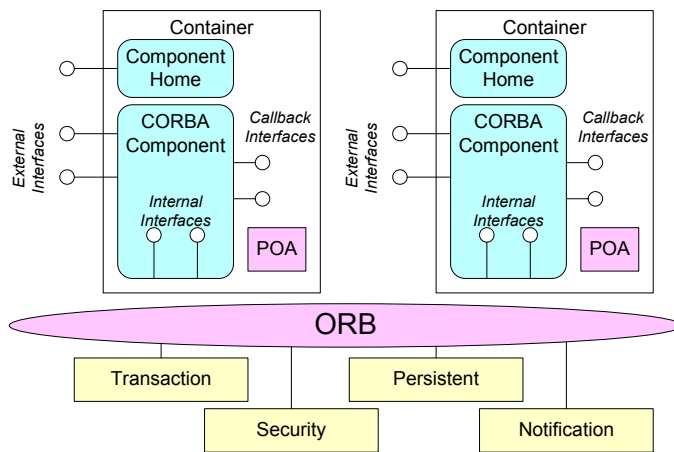 Container
Component
Home
CORBA
Component
Callback
Interfaces
External
Interfaces
Internal
Interfaces
POA
Container
Component
Home
CORBA
Component
Callback
Interfaces
External
Interfaces
Internal
Interfaces
POA
ORB
Transaction
Persistent
Security
Notification